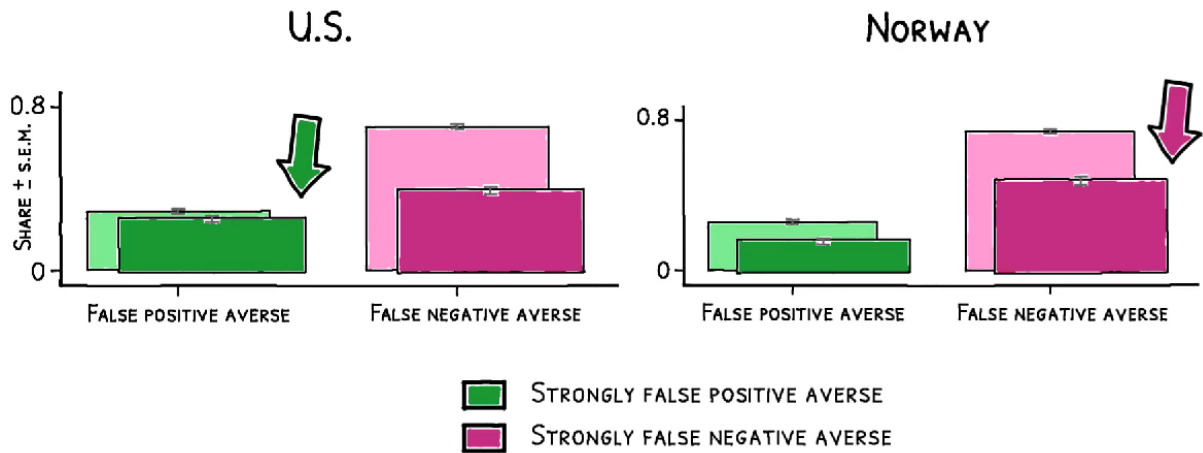 U.S.
NORWAY
0.8
SHARE ± S.E.M.
0
FALSE POSITIVE AVERSE
FALSE NEGATIVE AVERSE
0.8
0
FALSE POSITIVE AVERSE
FALSE NEGATIVE AVERSE
STRONGLY FALSE POSITIVE AVERSE
STRONGLY FALSE NEGATIVE AVERSE